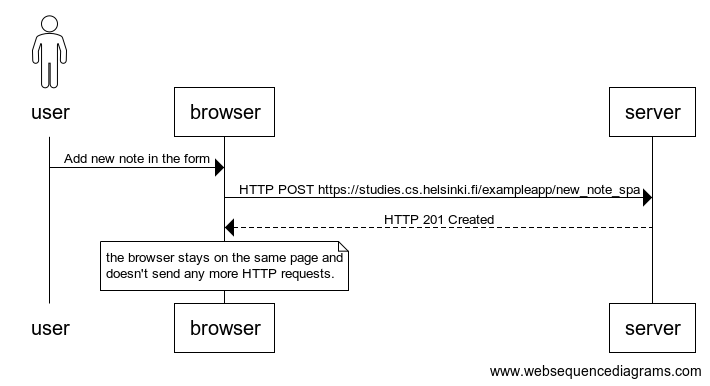 user
browser
server
Add new note in the form
HTTP POST https://studies.cs.helsinki.fi/exampleapp/new_note_spa
HTTP 201 Created
the browser stays on the same page and
doesn't send any more HTTP requests.
user
browser
server
www.websequencediagrams.com